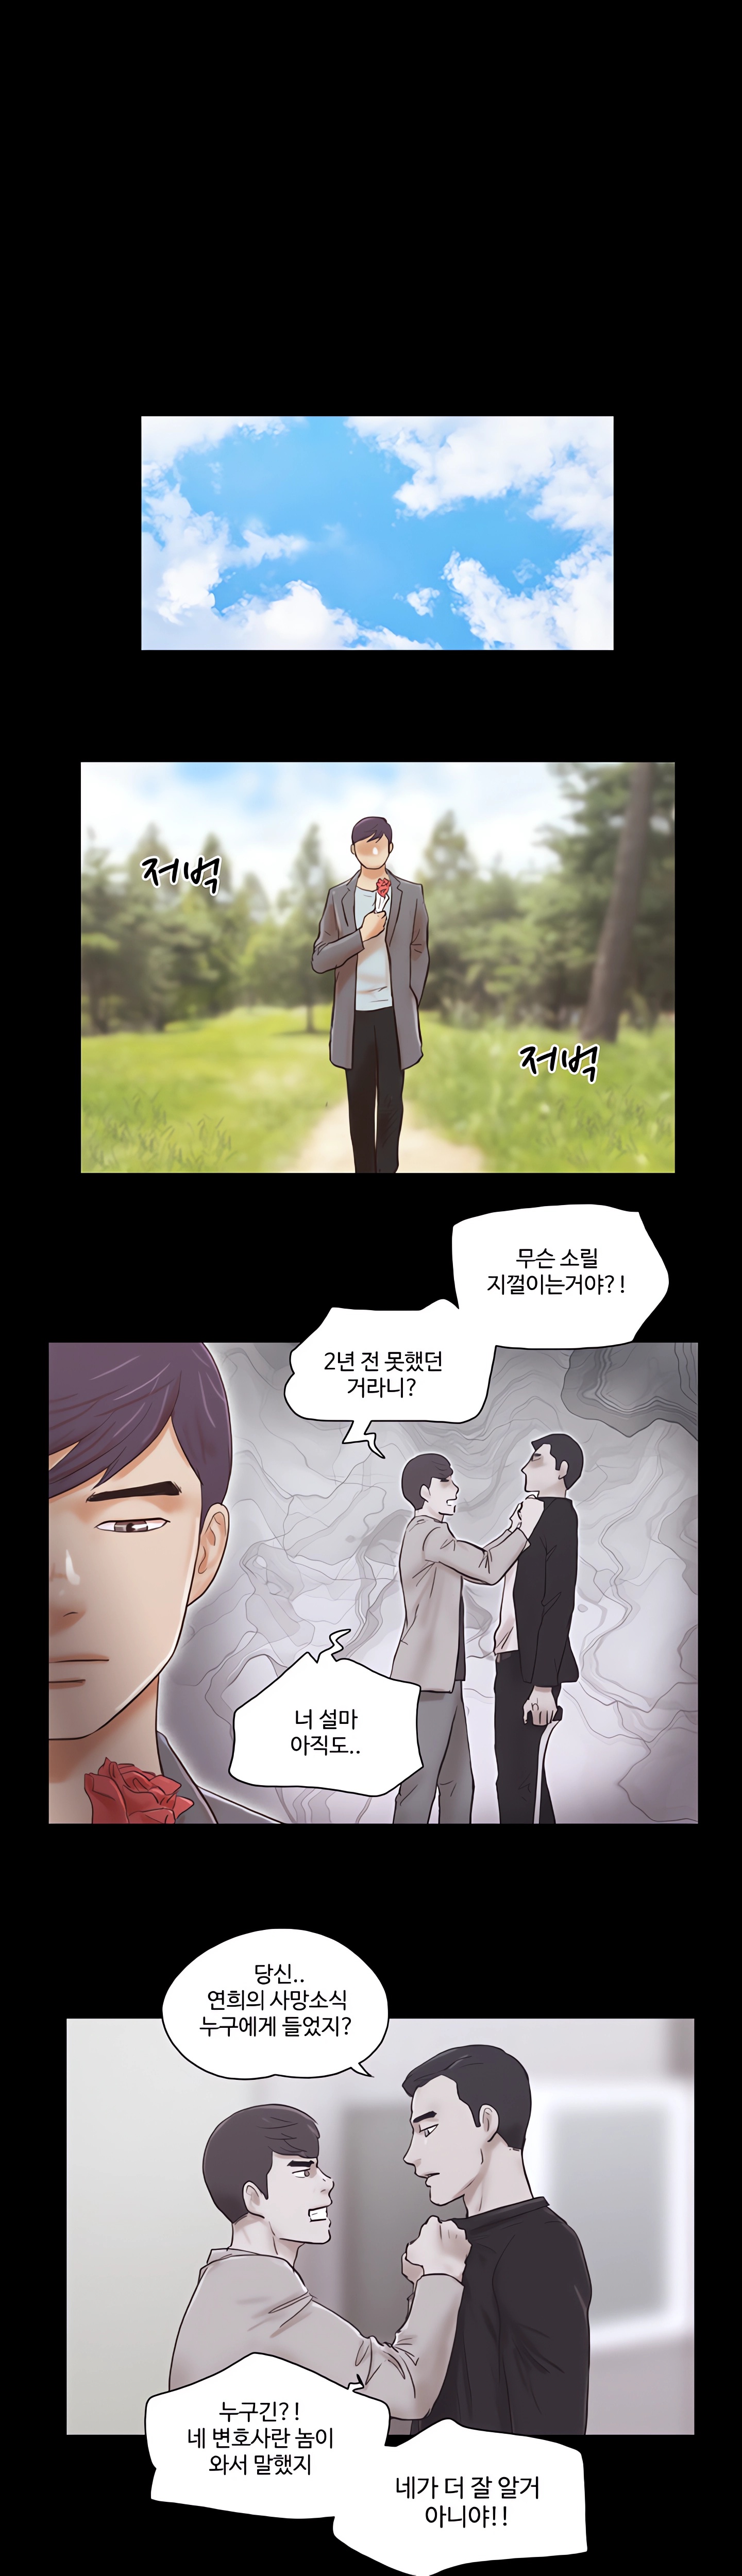 저벅
저벅
무슨 소릴
지껄이는거야?!
2년 전 못했던
거라니?
너 설마
아직도..
당신..
연희의 사망소식
누구에게 들었지?
누구긴?!
네 변호사란 놈이
와서 말했지
네가 더 잘 알거
아니야!!